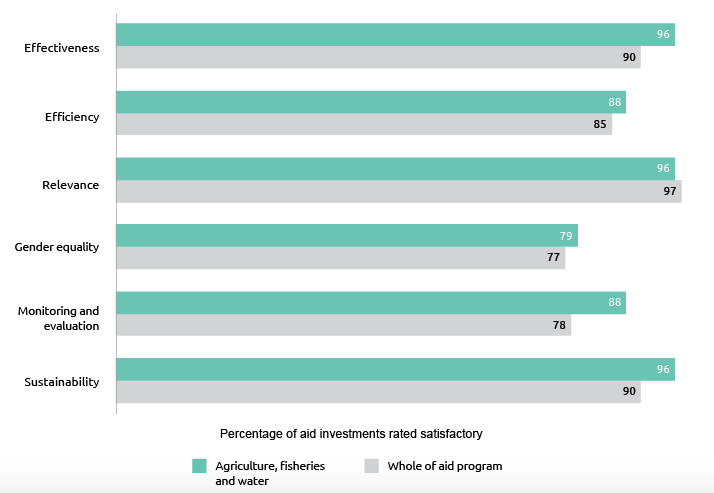 Effectiveness
96
90
Efficiency
88
85
Relevance
96
97
Gender equality
79
77
Monitoring and
evaluation
88
78
Sustainability
96
90
Percentage of aid investments rated satisfactory
Agriculture, fisheries
and water
Whole of aid program